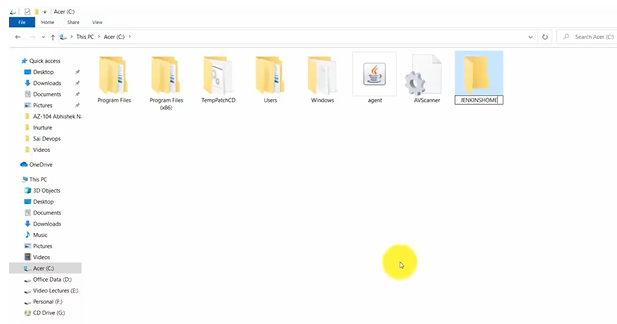 Acer (C:)
File
Home
Share
View
This PC
Acer (C:)
Search Acer (C:)
Quick access
Desktop
Downloads
Documents
Pictures
AZ-104 Abhishek N
Inurture
Sai Devops
Videos
OneDrive
This PC
3D Objects
Desktop
Documents
Downloads
Music
Pictures
Videos
Acer (C:)
Office Data (D:)
Video Lectures (E:)
Personal (F:)
CD Drive (G:)
Program Files
Program Files
(x86)
TempPatchCD
Users
Windows
agent
AVScanner
JENKINSHOME